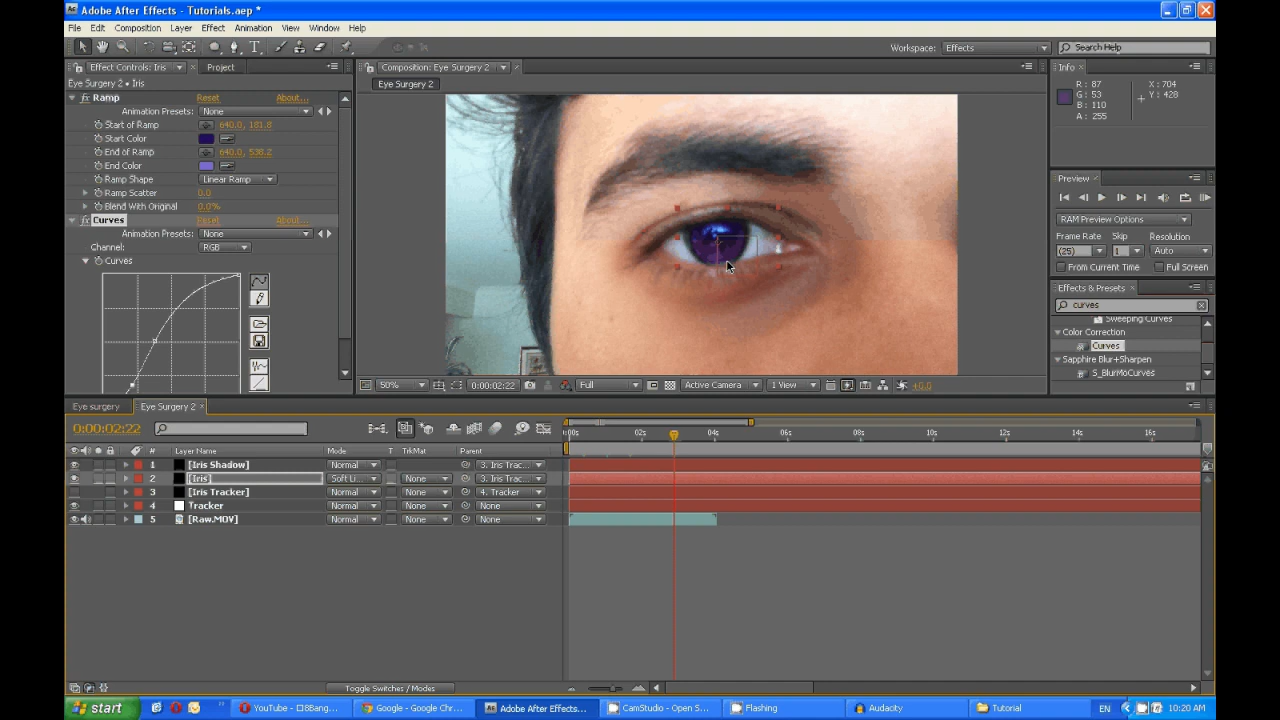 Adobe After Effects - Tutorials.aep *
File Edit Composition Layer Effect Animation View Window Help
Workspace: Effects Search Help
Effect Controls: Iris Project
Composition: Eye Surgery 2
Info
Eye Surgery 2 • Iris
Eye Surgery 2
R : 87 X : 704
G : 53 Y : 428
B : 110
A : 255
Ramp Reset About...
Animation Presets: None
Start of Ramp 640.0, 181.8
Start Color
End of Ramp 640.0, 538.2
End Color
Ramp Shape Linear Ramp
Ramp Scatter 0.0
Blend With Original 0.0%
Curves Reset About...
Animation Presets: None
Channel: RGB
Curves
Preview
RAM Preview Options
Frame Rate Skip Resolution
(25) 1 Auto
From Current Time Full Screen
Effects & Presets
curves
Sweeping Curves
Color Correction
Curves
Sapphire Blur+Sharpen
S_BlurMoCurves
50% 0:00:02:22 Full Active Camera 1 View +0.0
Eye surgery Eye Surgery 2
0:00:02:22
:00s 02s 04s 06s 08s 10s 12s 14s 16s
# Layer Name Mode T TrkMat Parent
1 [Iris Shadow] Normal 3. Iris Trac...
2 [Iris] Soft Li... None 3. Iris Trac...
3 [Iris Tracker] Normal None 4. Tracker
4 Tracker Normal None None
5 [Raw.MOV] Normal None None
Toggle Switches / Modes
start
Google - Google Chr...
Adobe After Effects...
CamStudio - Open S...
Flashing
Audacity
Tutorial
EN
10:20 AM